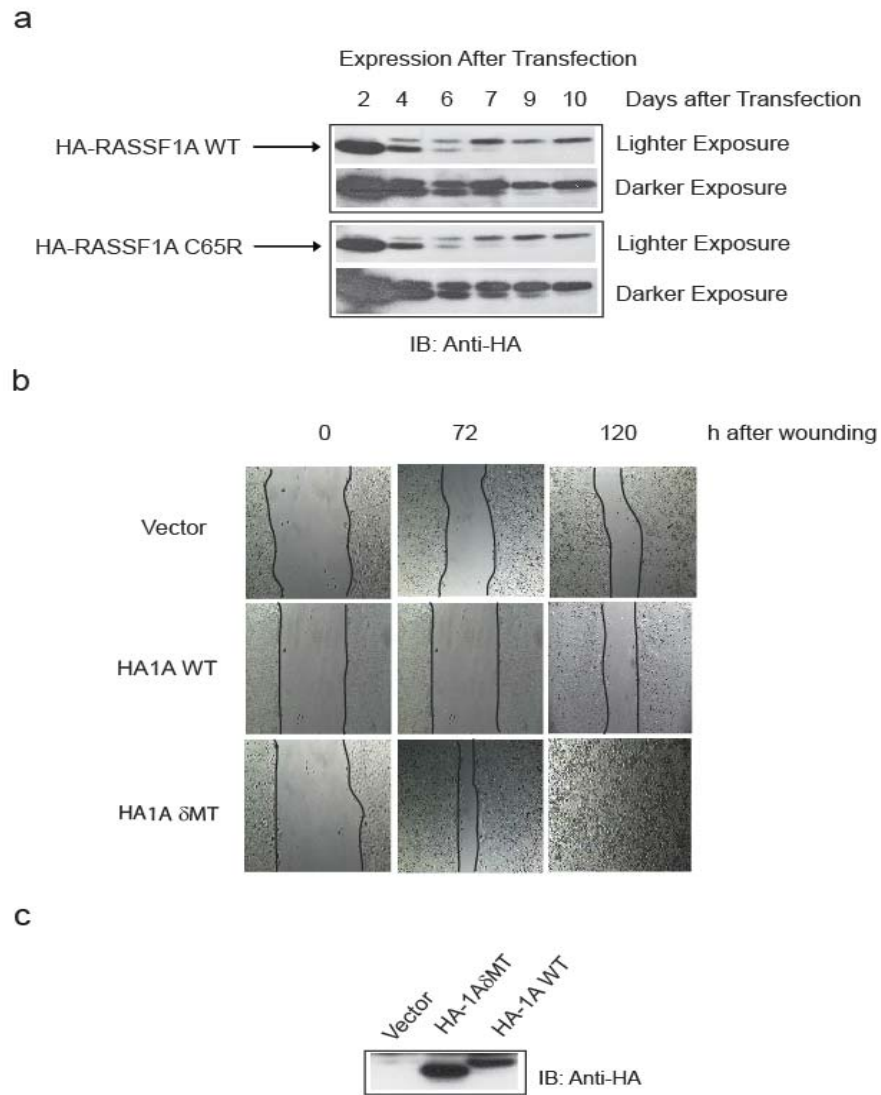 a
Expression After Transfection
2 4 6 7 9 10 Days after Transfection
HA-RASSF1A WT Lighter Exposure
Darker Exposure
HA-RASSF1A C65R Lighter Exposure
Darker Exposure
IB: Anti-HA
b
0 72 120 h after wounding
Vector
HA1A WT
HA1A δMT
c
Vector HA-1AδMT HA-1A WT
IB: Anti-HA